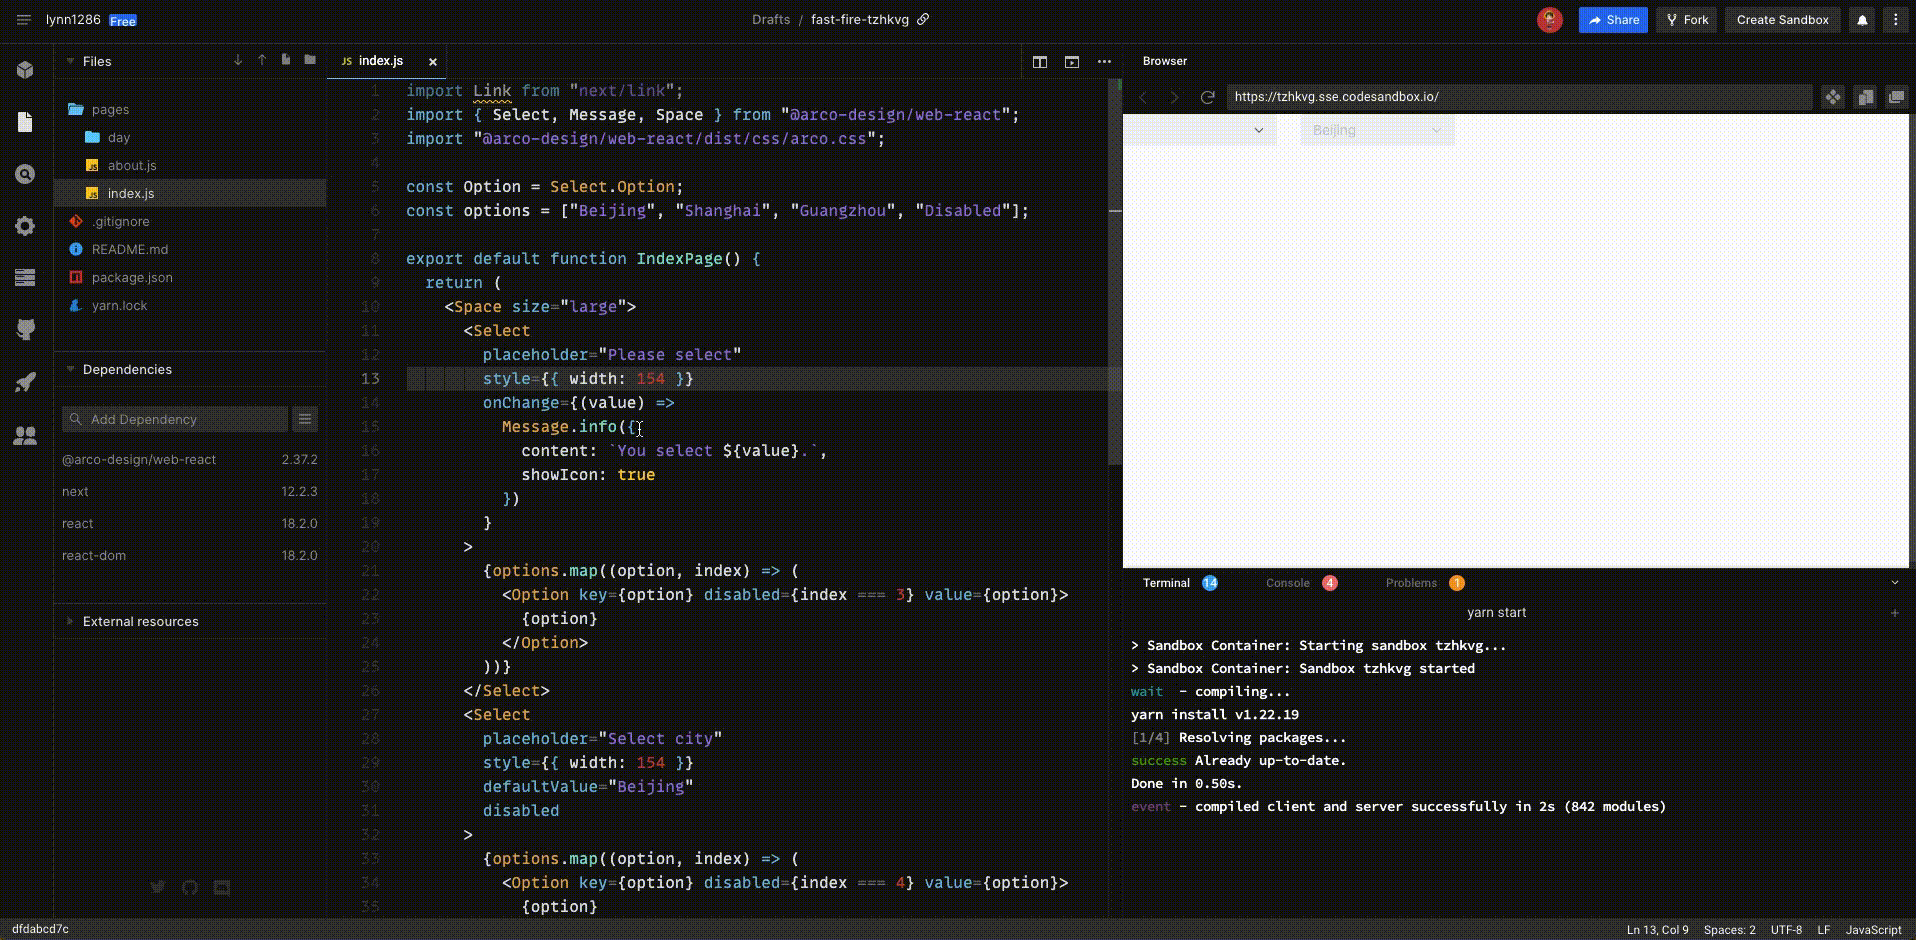 lynn1286 Free
Drafts / fast-fire-tzhkvg
Share
Fork
Create Sandbox
Files
pages
day
about.js
index.js
.gitignore
README.md
package.json
yarn.lock
Dependencies
Add Dependency
@arco-design/web-react 2.37.2
next 12.2.3
react 18.2.0
react-dom 18.2.0
External resources
JS index.js
1 import Link from "next/link";
2 import { Select, Message, Space } from "@arco-design/web-react";
3 import "@arco-design/web-react/dist/css/arco.css";
4
5 const Option = Select.Option;
6 const options = ["Beijing", "Shanghai", "Guangzhou", "Disabled"];
7
8 export default function IndexPage() {
9 return (
10 <Space size="large">
11 <Select
12 placeholder="Please select"
13 style={{ width: 154 }}
14 onChange={(value) =>
15 Message.info({
16 content: `You select ${value}.`,
17 showIcon: true
18 })
19 }
20 >
21 {options.map((option, index) => (
22 <Option key={option} disabled={index === 3} value={option}>
23 {option}
24 </Option>
25 ))}
26 </Select>
27 <Select
28 placeholder="Select city"
29 style={{ width: 154 }}
30 defaultValue="Beijing"
31 disabled
32 >
33 {options.map((option, index) => (
34 <Option key={option} disabled={index === 4} value={option}>
35 {option}
Browser
https://tzhkvg.sse.codesandbox.io/
Beijing
Terminal 14
Console 4
Problems 1
yarn start
> Sandbox Container: Starting sandbox tzhkvg...
> Sandbox Container: Sandbox tzhkvg started
wait - compiling...
yarn install v1.22.19
[1/4] Resolving packages...
success Already up-to-date.
Done in 0.50s.
event - compiled client and server successfully in 2s (842 modules)
dfdabcd7c
Ln 13, Col 9 Spaces: 2 UTF-8 LF JavaScript